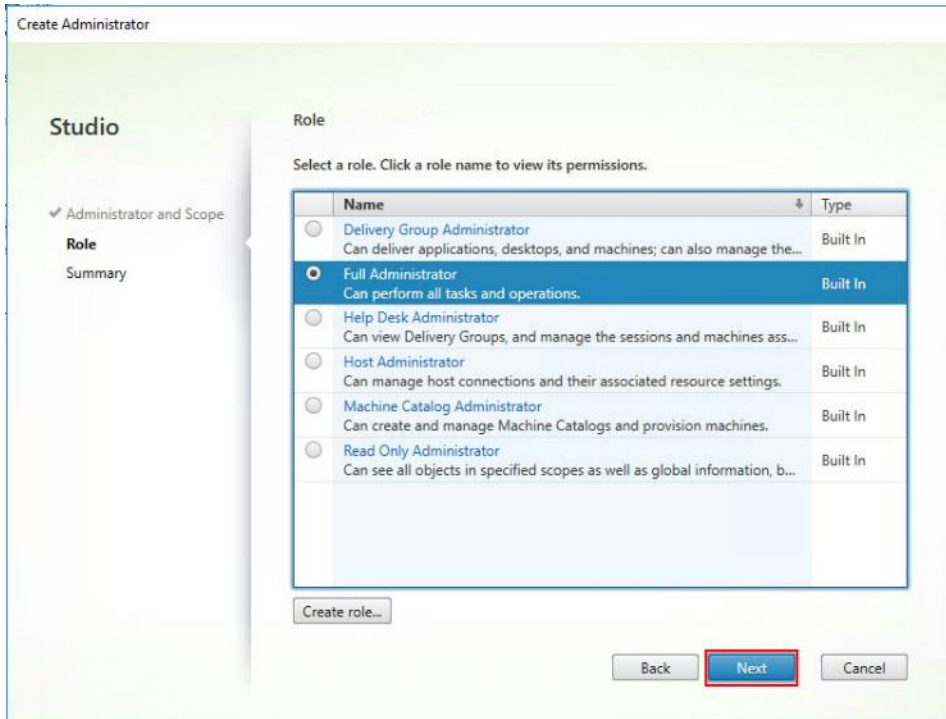 Create Administrator
Studio
✔ Administrator and Scope
Role
Summary
Role
Select a role. Click a role name to view its permissions.
Name Type
Delivery Group Administrator
Can deliver applications, desktops, and machines; can also manage the... Built In
Full Administrator
Can perform all tasks and operations. Built In
Help Desk Administrator
Can view Delivery Groups, and manage the sessions and machines ass... Built In
Host Administrator
Can manage host connections and their associated resource settings. Built In
Machine Catalog Administrator
Can create and manage Machine Catalogs and provision machines. Built In
Read Only Administrator
Can see all objects in specified scopes as well as global information, b... Built In
Create role...
Back Next Cancel